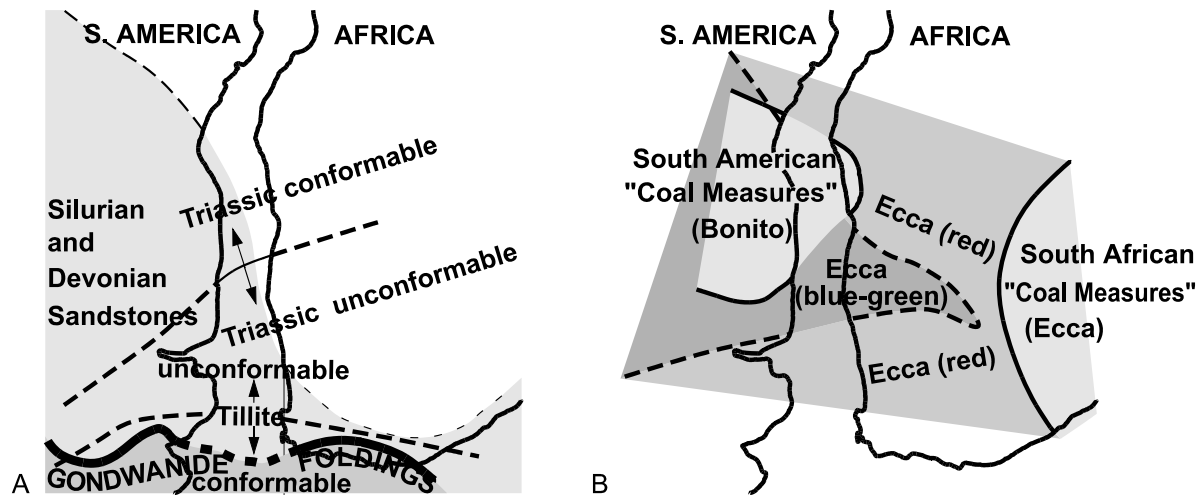 S. AMERICA
AFRICA
Triassic conformable
Silurian
and
Devonian
Sandstones
Triassic unconformable
unconformable
Tillite
GONDWANIDE FOLDINGS
conformable
A
S. AMERICA
AFRICA
South American
"Coal Measures"
(Bonito)
Ecca (red)
Ecca
(blue-green)
South African
"Coal Measures"
(Ecca)
Ecca (red)
B